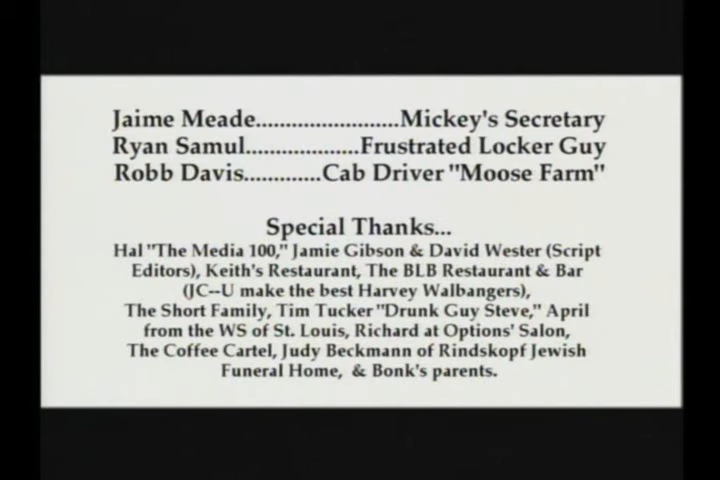 Jaime Meade........................Mickey's Secretary
Ryan Samul...................Frustrated Locker Guy
Robb Davis.............Cab Driver "Moose Farm"
Special Thanks...
Hal "The Media 100," Jamie Gibson & David Wester (Script
Editors), Keith's Restaurant, The BLB Restaurant & Bar
(JC--U make the best Harvey Walbangers),
The Short Family, Tim Tucker "Drunk Guy Steve," April
from the WS of St. Louis, Richard at Options' Salon,
The Coffee Cartel, Judy Beckmann of Rindskopf Jewish
Funeral Home, & Bonk's parents.